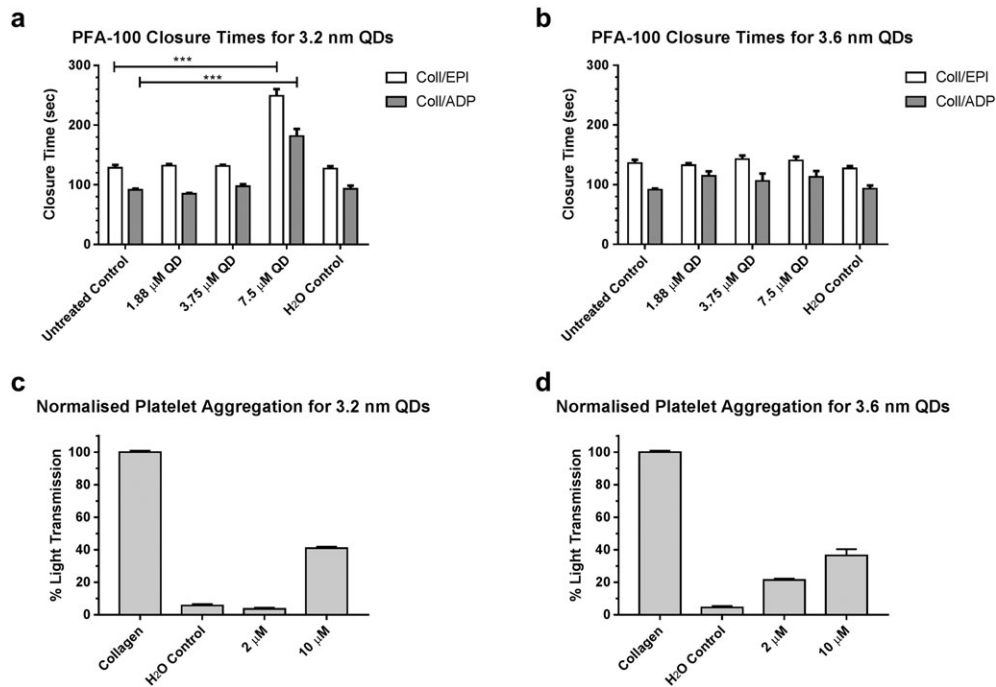 a
PFA-100 Closure Times for 3.2 nm QDs
Closure Time (sec)
300
200
100
0
***
***
Coll/EPI
Coll/ADP
Untreated Control
1.88 µM QD
3.75 µM QD
7.5 µM QD
H2O Control
b
PFA-100 Closure Times for 3.6 nm QDs
Closure Time (sec)
300
200
100
0
Coll/EPI
Coll/ADP
Untreated Control
1.88 µM QD
3.75 µM QD
7.5 µM QD
H2O Control
c
Normalised Platelet Aggregation for 3.2 nm QDs
% Light Transmission
100
80
60
40
20
0
Collagen
H2O Control
2 µM
10 µM
d
Normalised Platelet Aggregation for 3.6 nm QDs
% Light Transmission
100
80
60
40
20
0
Collagen
H2O Control
2 µM
10 µM